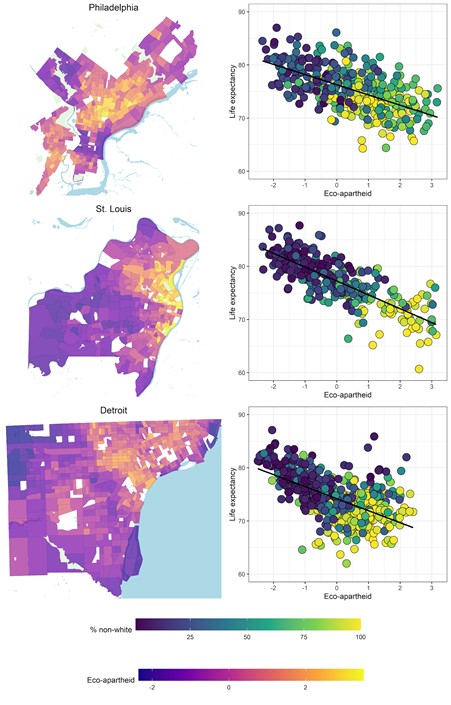 Philadelphia
90
80
70
60
Life expectancy
-2 -1 0 1 2 3
Eco-apartheid
St. Louis
90
80
70
60
Life expectancy
-2 -1 0 1 2 3
Eco-apartheid
Detroit
90
80
70
60
Life expectancy
-2 -1 0 1 2 3
Eco-apartheid
% non-white
25 50 75 100
Eco-apartheid
-2 0 2